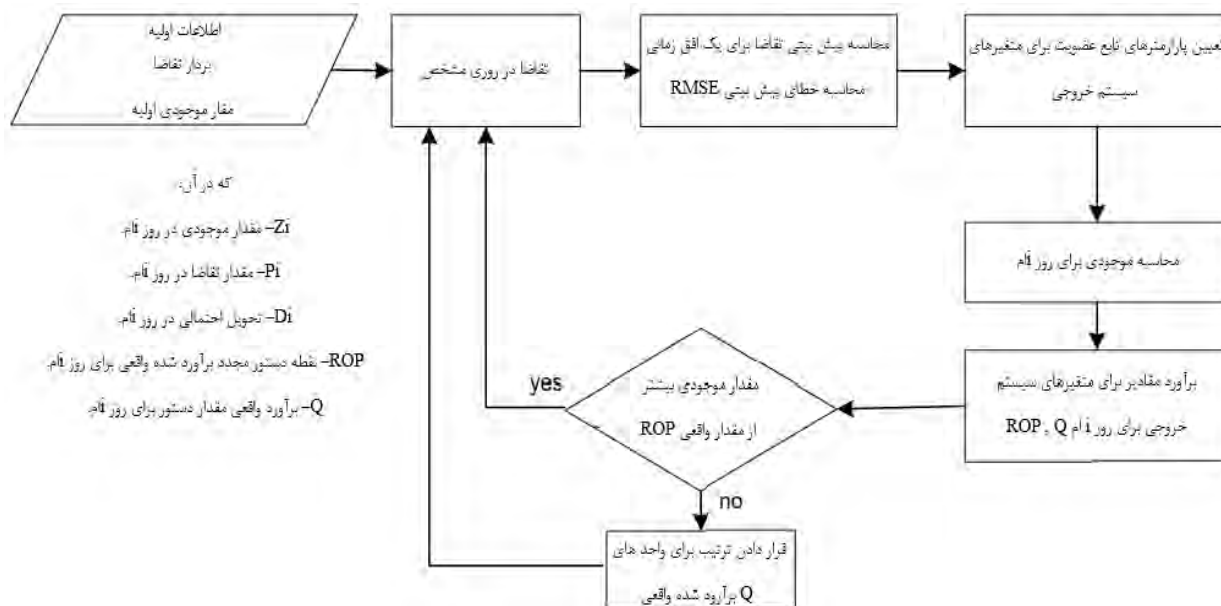 اطلاعات اولیه
بردار تقاضا
مقار موجودی اولیه
تقاضا در روزی مشخص
محاسبه پیش بیتی تقاضا برای یک افق زمانی
محاسبه خطای پیش بیتی RMSE
تعیین پارارمترهای تابع عضویت برای متغیرهای
سیستم خروجی
محاسبه موجودی برای روز iام
برآورد مقادیر برای متغیرهای سیستم
خروجی برای روز i ام ROP , Q
مقدار موجودی بیشتر
از مقدار واقعی ROP
yes
no
قرار دادن ترتیب برای واحد های
Q برآرود شده واقعی
که در آن:
Zi– مقدار موجودی در روز iام.
Pi– مقدار تقاضا در روز iام.
Di– تحویل احتمالی در روز iام.
ROP– نقطه دستور مجدد برآورد شده واقعی برای روز iام.
Q– برآورد واقعی مقدار دستور برای روز iام.